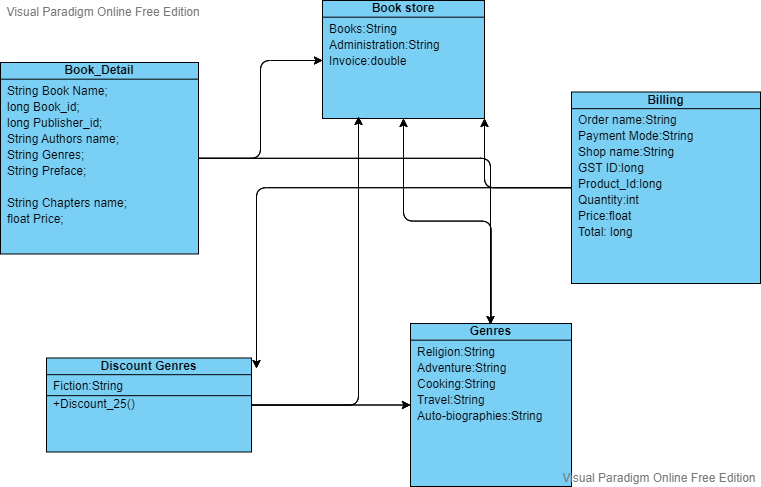 Visual Paradigm Online Free Edition
Book store
Books:String
Administration:String
Invoice:double
Book_Detail
String Book Name;
long Book_id;
long Publisher_id;
String Authors name;
String Genres;
String Preface;
String Chapters name;
float Price;
Billing
Order name:String
Payment Mode:String
Shop name:String
GST ID:long
Product_Id:long
Quantity:int
Price:float
Total: long
Discount Genres
Fiction:String
+Discount_25()
Genres
Religion:String
Adventure:String
Cooking:String
Travel:String
Auto-biographies:String
Visual Paradigm Online Free Edition